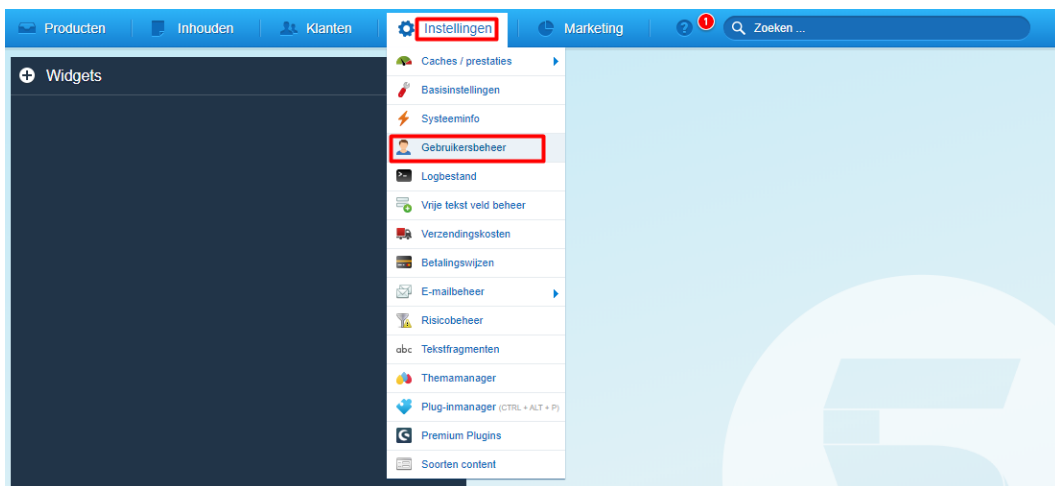 Producten Inhouden Klanten Instellingen Marketing ? 1 Zoeken ...
Widgets
Caches / prestaties
Basisinstellingen
Systeeminfo
Gebruikersbeheer
Logbestand
Vrije tekst veld beheer
Verzendingskosten
Betalingswijzen
E-mailbeheer
Risicobeheer
abc Tekstfragmenten
Themamanager
Plug-inmanager (CTRL + ALT + P)
Premium Plugins
Soorten content